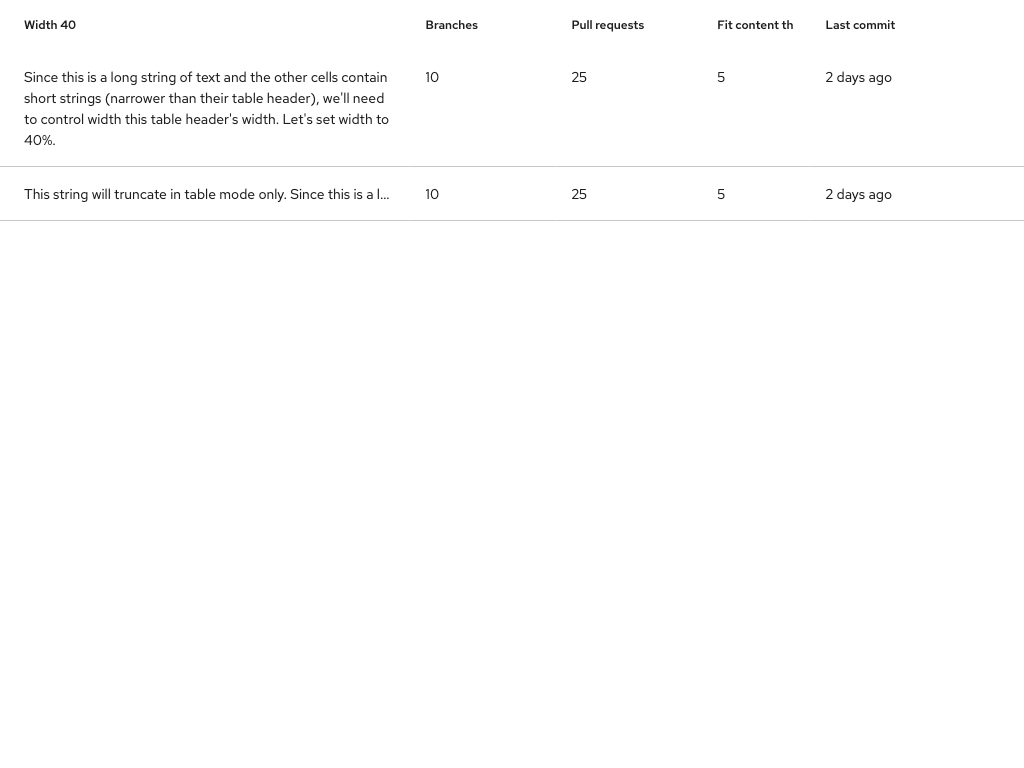 Width 40 Branches Pull requests Fit content th Last commit
Since this is a long string of text and the other cells contain 10 25 5 2 days ago
short strings (narrower than their table header), we'll need
to control width this table header's width. Let's set width to
40%.
This string will truncate in table mode only. Since this is a l... 10 25 5 2 days ago